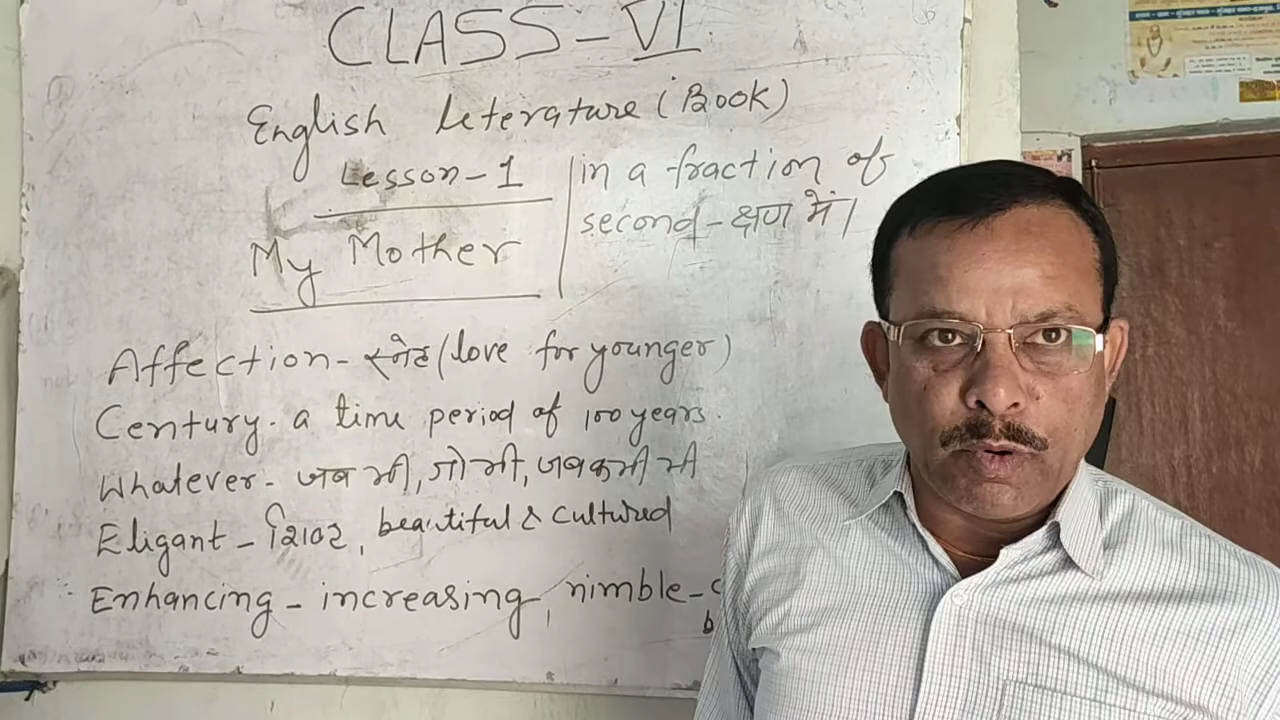 CLASS-VI
English leterature (Book)
Lesson-1
My Mother
in a fraction of
second-क्षण में।
Affection-स्नेह (love for younger)
Century. a time period of 100 years.
Whatever- जब भी, जो भी, जब कभी भी
Eligant- शिष्ट, beautiful & cultured
Enhancing-increasing, nimble-